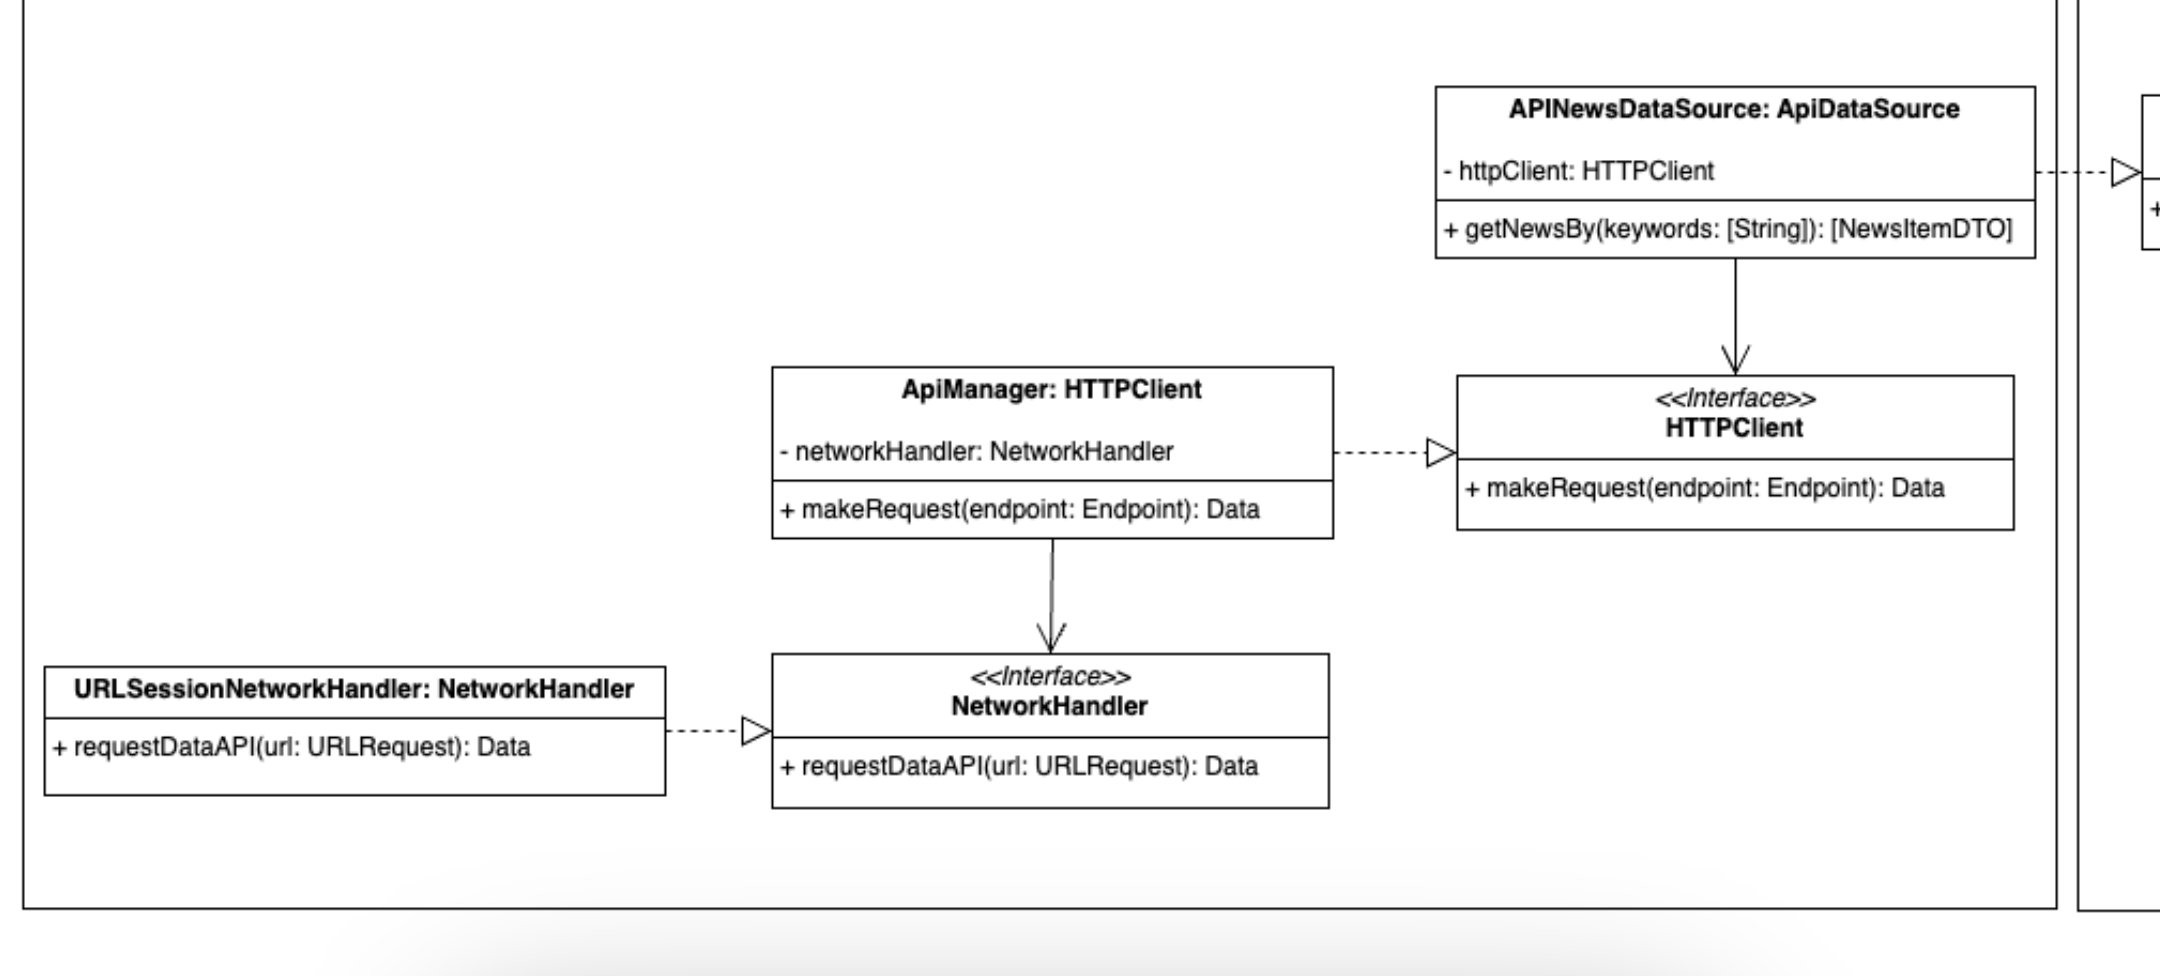 APINewsDataSource: ApiDataSource
- httpClient: HTTPClient
+ getNewsBy(keywords: [String]): [NewsItemDTO]
+
ApiManager: HTTPClient
- networkHandler: NetworkHandler
+ makeRequest(endpoint: Endpoint): Data
<<Interface>>
HTTPClient
+ makeRequest(endpoint: Endpoint): Data
URLSessionNetworkHandler: NetworkHandler
+ requestDataAPI(url: URLRequest): Data
<<Interface>>
NetworkHandler
+ requestDataAPI(url: URLRequest): Data